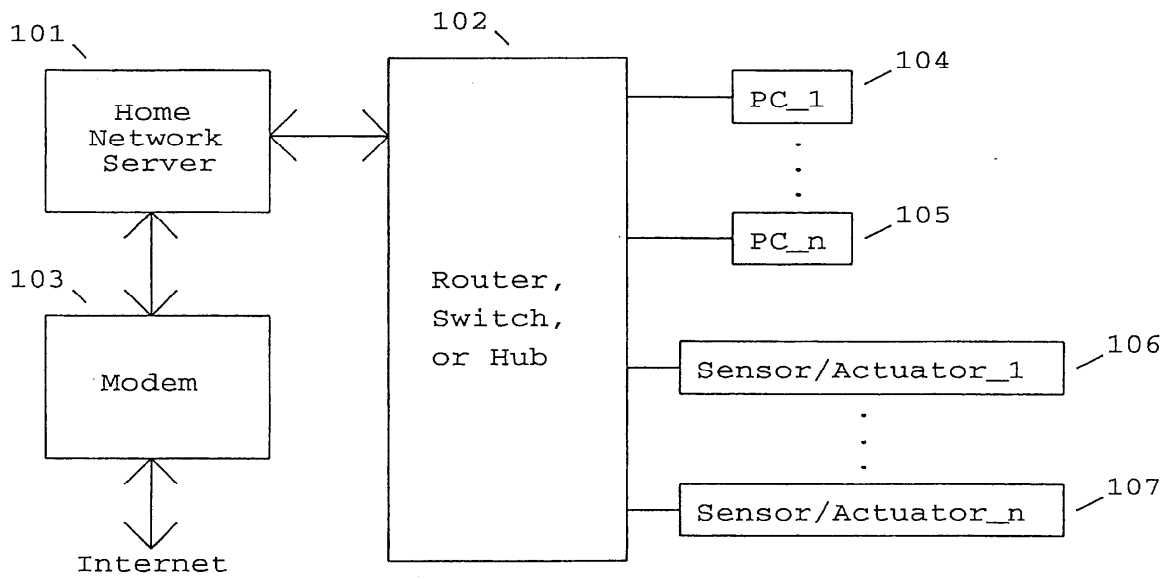 101
Home
Network
Server
103
Modem
Internet
102
Router,
Switch,
or Hub
104
PC_1
105
PC_n
106
Sensor/Actuator_1
107
Sensor/Actuator_n